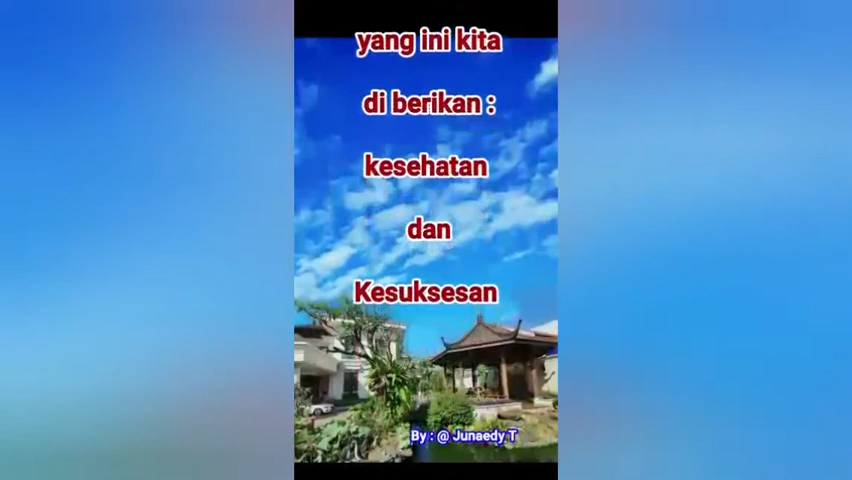 yang ini kita
di berikan :
kesehatan
dan
Kesuksesan
By : @ Junaedy T